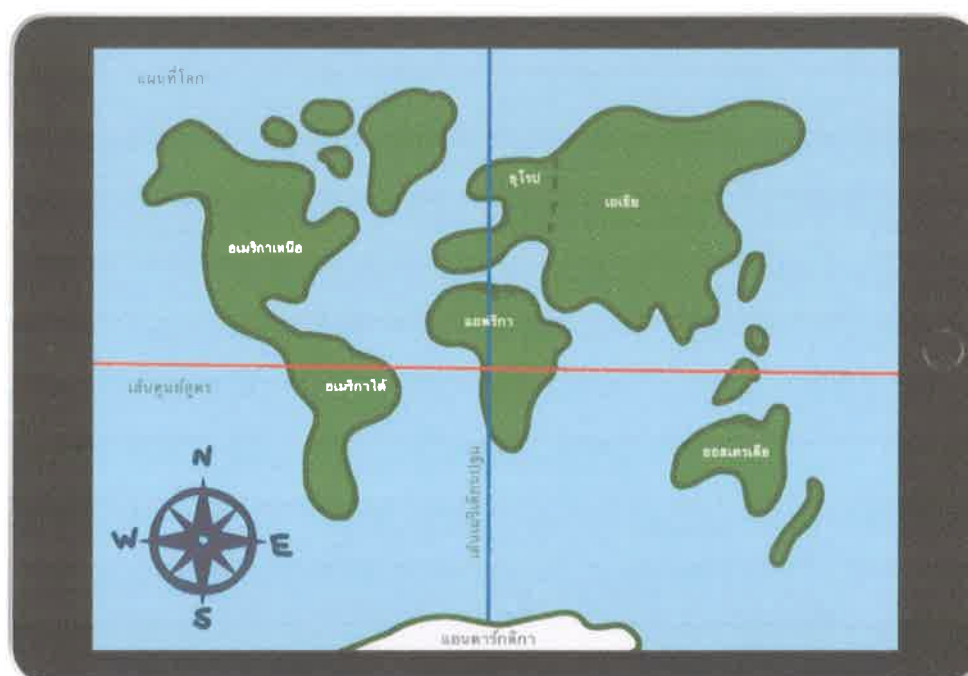 แผนที่โลก
ยุโรป
เอเชีย
อเมริกาเหนือ
แอฟริกา
เส้นศูนย์สูตร
อเมริกาใต้
ออสเตรเลีย
เส้นเมริเดียนปฐม
N
W E
S
แอนตาร์กติกา